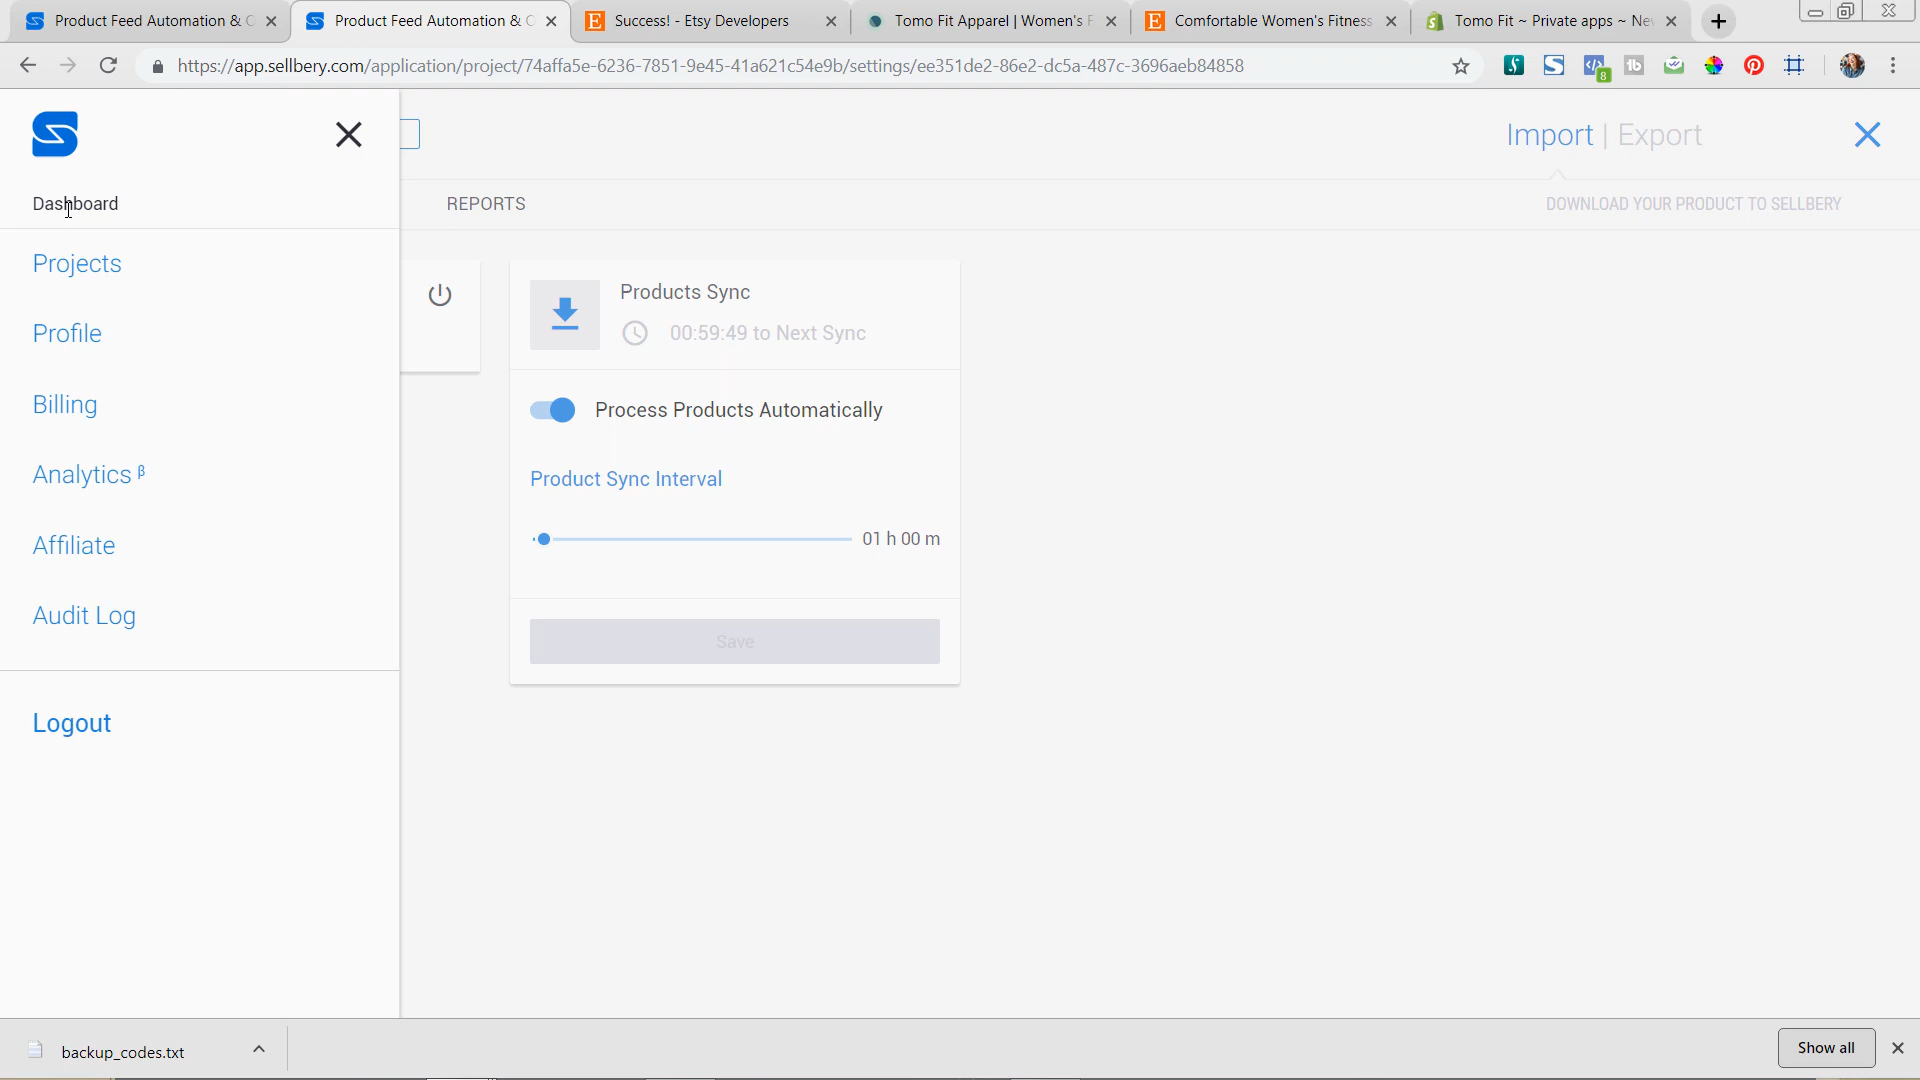 Product Feed Automation & O
Product Feed Automation & O
Success! - Etsy Developers
Tomo Fit Apparel | Women's F
Comfortable Women's Fitness
Tomo Fit ~ Private apps ~ Ne
https://app.sellbery.com/application/project/74affa5e-6236-7851-9e45-41a621c54e9b/settings/ee351de2-86e2-dc5a-487c-3696aeb84858
8
Import | Export
Dashboard
REPORTS
DOWNLOAD YOUR PRODUCT TO SELLBERY
Projects
Profile
Billing
Analytics β
Affiliate
Audit Log
Logout
Products Sync
00:59:49 to Next Sync
Process Products Automatically
Product Sync Interval
01 h 00 m
Save
backup_codes.txt
Show all